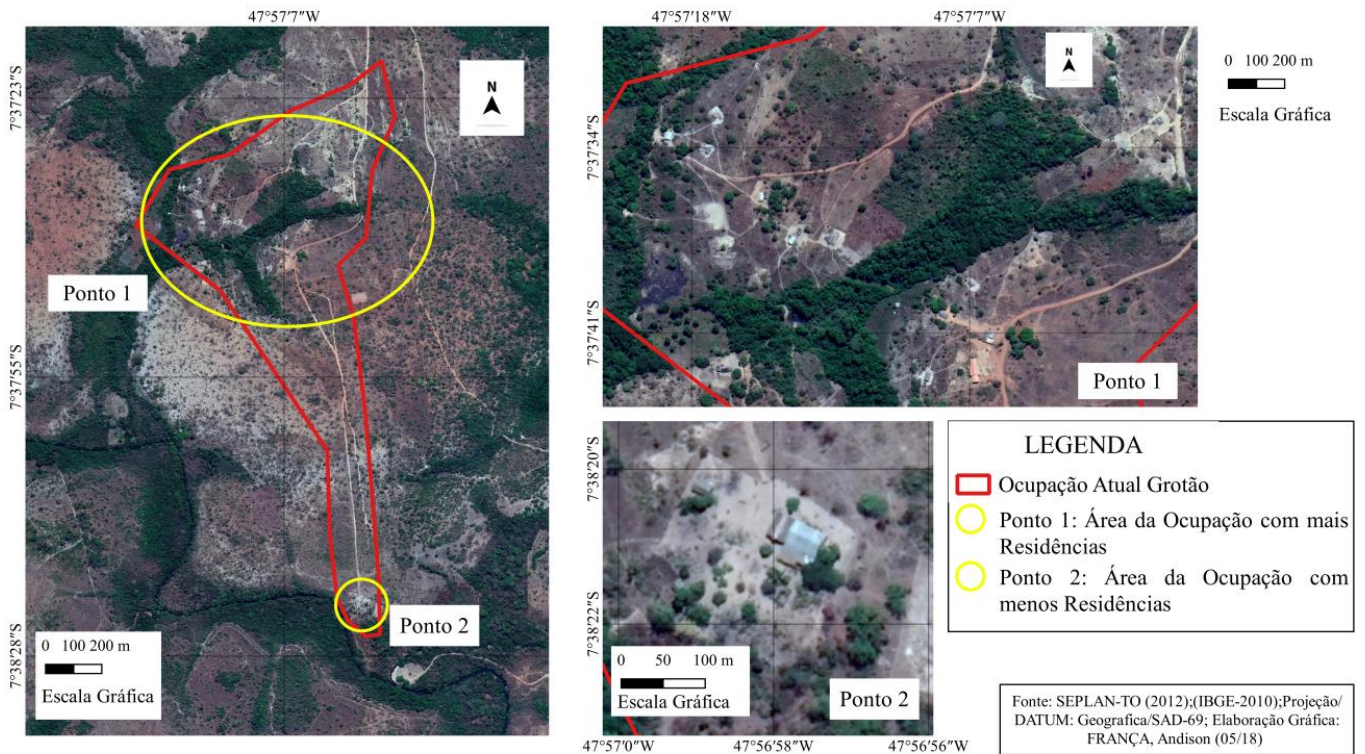 47°57'7"W
7°37'23"S
7°37'55"S
7°38'28"S
N
Ponto 1
Ponto 2
0 100 200 m
Escala Gráfica
47°57'18"W
47°57'7"W
7°37'34"S
7°37'41"S
N
Ponto 1
0 100 200 m
Escala Gráfica
7°38'20"S
7°38'22"S
0 50 100 m
Escala Gráfica
Ponto 2
47°57'0"W
47°56'58"W
47°56'56"W
LEGENDA
Ocupação Atual Grotão
Ponto 1: Área da Ocupação com mais
Residências
Ponto 2: Área da Ocupação com
menos Residências
Fonte: SEPLAN-TO (2012);(IBGE-2010);Projeção/
DATUM: Geografica/SAD-69; Elaboração Gráfica:
FRANÇA, Andison (05/18)